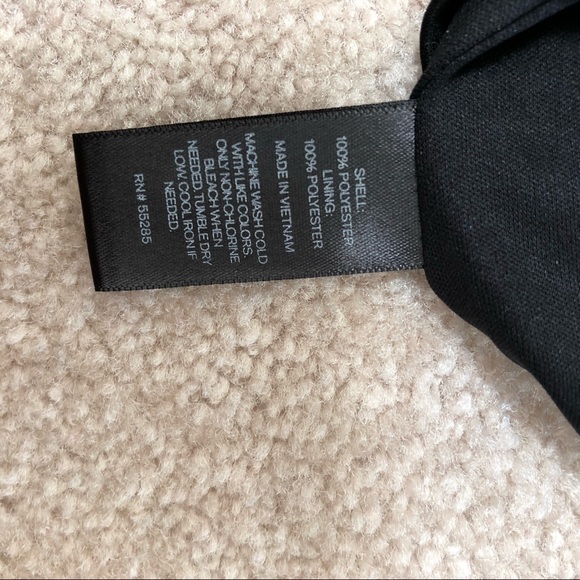 SHELL:
100% POLYESTER
LINING:
100% POLYESTER
MADE IN VIETNAM
MACHINE WASH COLD
WITH LIKE COLORS.
ONLY NON-CHLORINE
BLEACH WHEN
NEEDED. TUMBLE DRY
LOW, COOL IRON IF
NEEDED.
RN# 55285